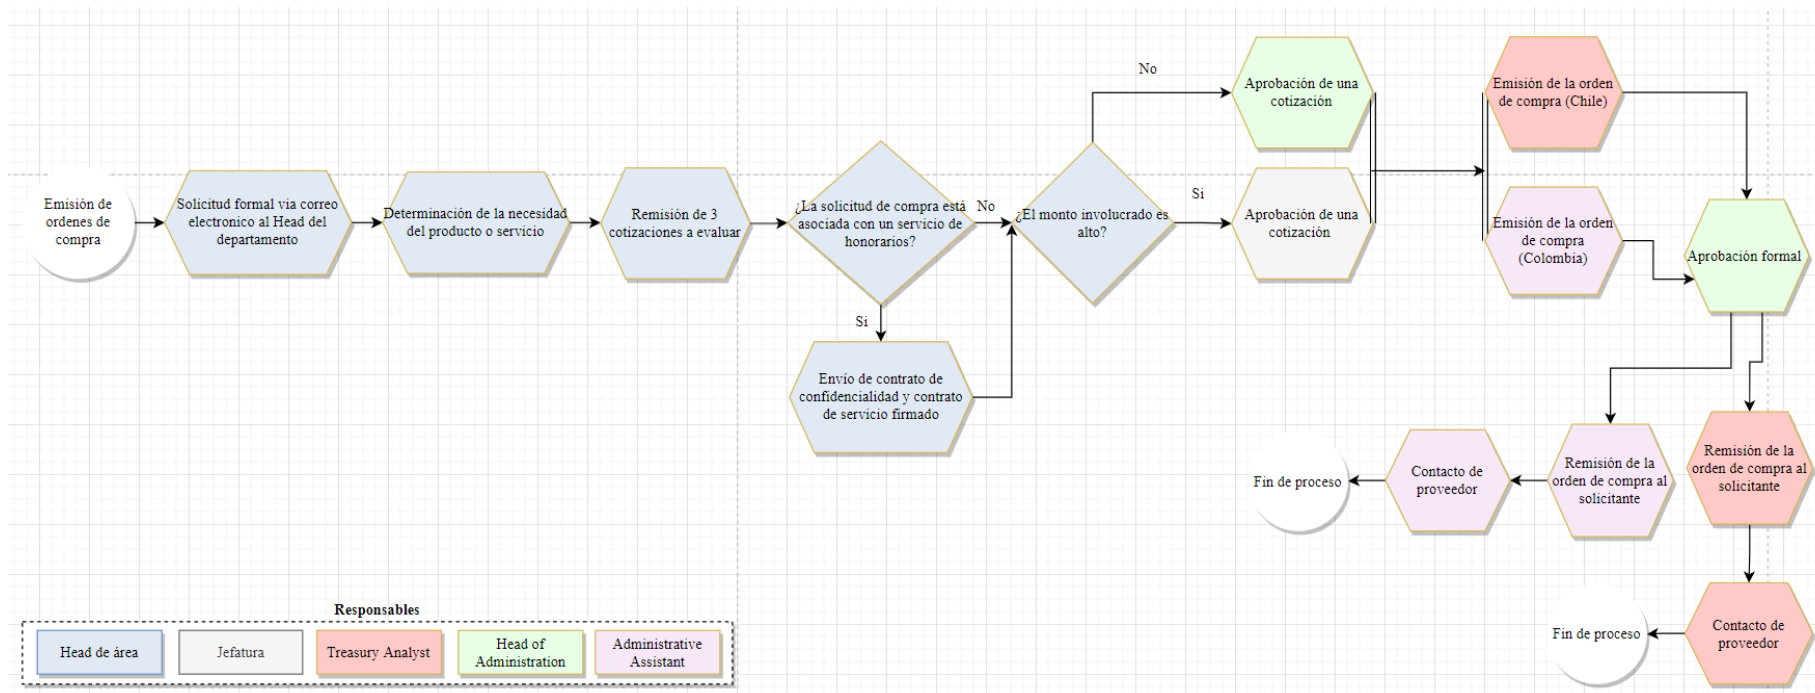 Emisión de
ordenes de
compra
Solicitud formal via correo
electronico al Head del
departamento
Determinación de la necesidad
del producto o servicio
Remisión de 3
cotizaciones a evaluar
¿La solicitud de compra está
asociada con un servicio de
honorarios?
No
Si
Envío de contrato de
confidencialidad y contrato
de servicio firmado
¿El monto involucrado es
alto?
No
Si
Aprobación de una
cotización
Aprobación de una
cotización
Emisión de la orden
de compra (Chile)
Emisión de la orden
de compra
(Colombia)
Aprobación formal
Remisión de la
orden de compra al
solicitante
Contacto de
proveedor
Fin de proceso
Remisión de la
orden de compra al
solicitante
Contacto de
proveedor
Fin de proceso
Responsables
Head de área
Jefatura
Treasury Analyst
Head of
Administration
Administrative
Assistant